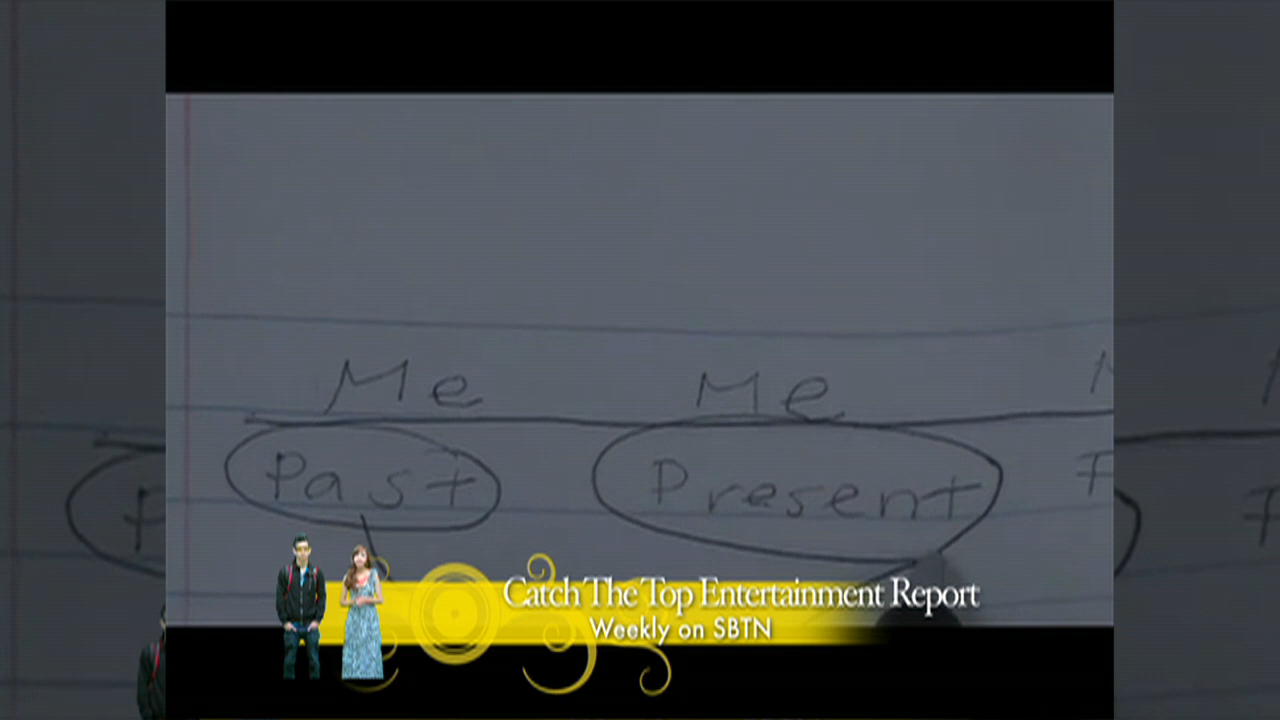 Me Me
Past Present
Catch The Top Entertainment Report
Weekly on SBTN